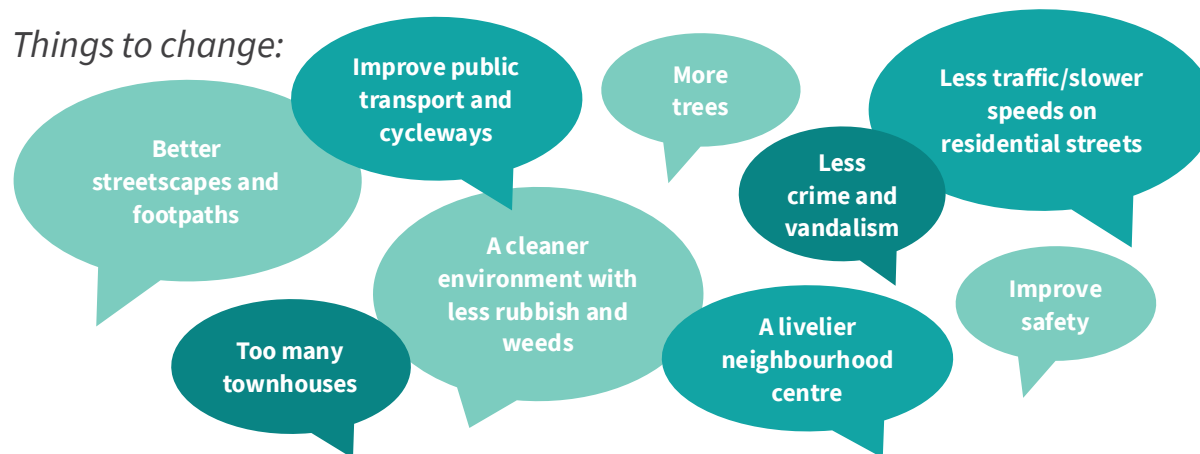 Things to change:
Better
streetscapes and
footpaths
Improve public
transport and
cycleways
More
trees
Less traffic/slower
speeds on
residential streets
Less
crime and
vandalism
A cleaner
environment with
less rubbish and
weeds
Too many
townhouses
A livelier
neighbourhood
centre
Improve
safety